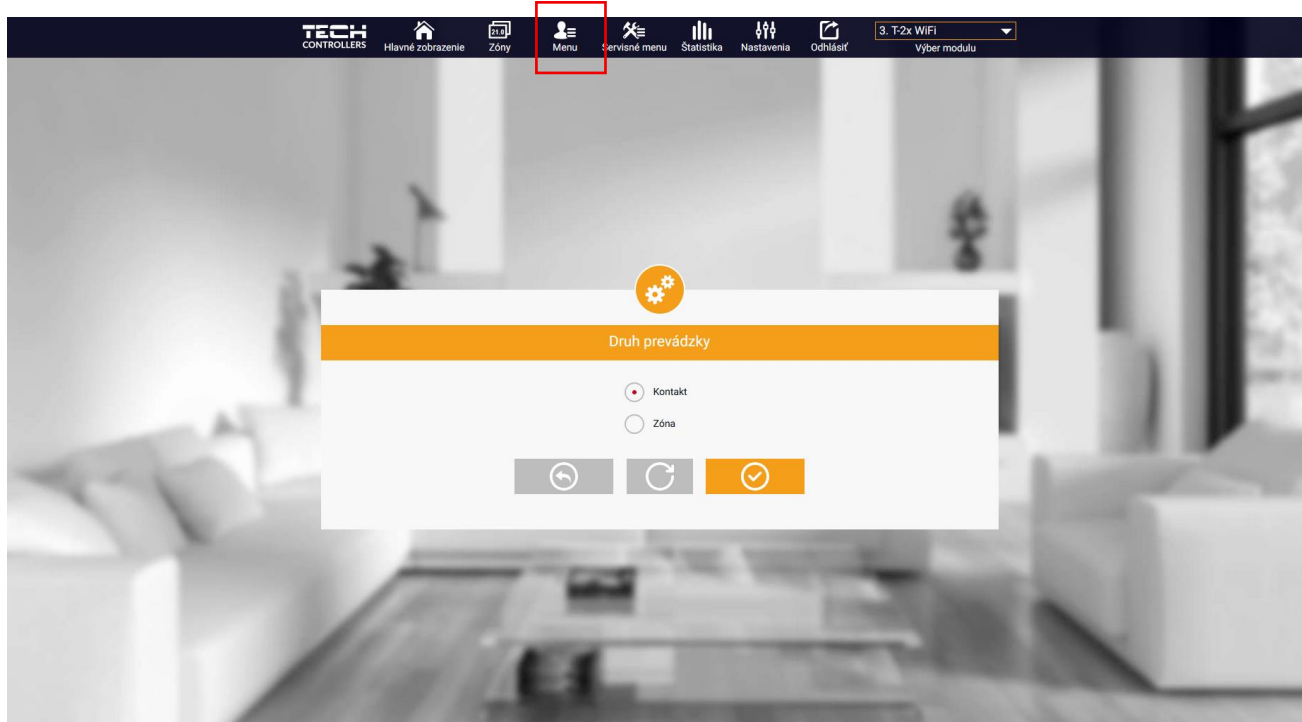 TECH
CONTROLLERS
Hlavné zobrazenie
21.0
Zóny
Menu
Servisné menu
Štatistika
Nastavenia
Odhlásiť
3. T-2x WiFi
Výber modulu
Druh prevádzky
Kontakt
Zóna